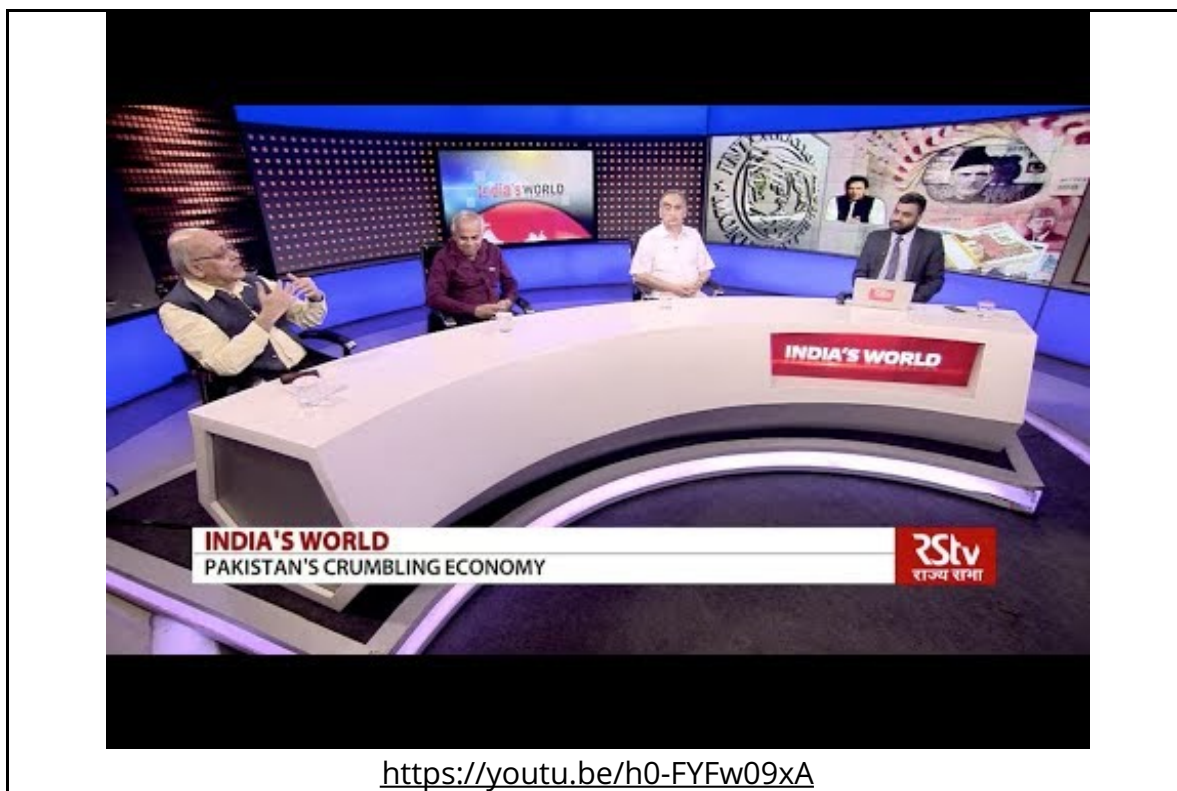 India's WORLD
INDIA'S WORLD
INDIA'S WORLD
PAKISTAN'S CRUMBLING ECONOMY
RStv
राज्य सभा
https://youtu.be/h0-FYFw09xA